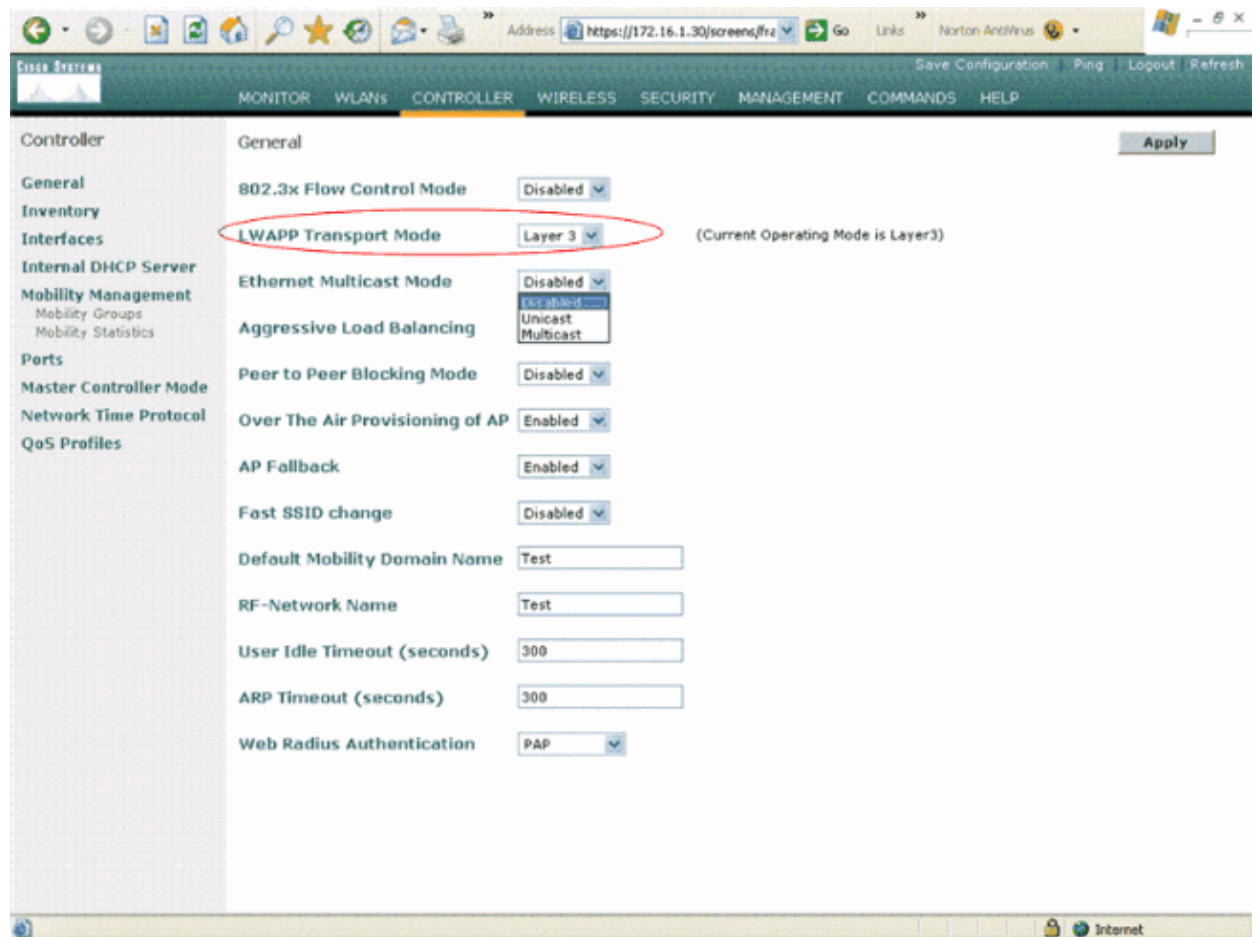 Address https://172.16.1.30/screens/fra Go Links Norton AntiVirus
CISCO SYSTEMS
Save Configuration Ping Logout Refresh
MONITOR WLANs CONTROLLER WIRELESS SECURITY MANAGEMENT COMMANDS HELP
Controller
General
Inventory
Interfaces
Internal DHCP Server
Mobility Management
Mobility Groups
Mobility Statistics
Ports
Master Controller Mode
Network Time Protocol
QoS Profiles
General
Apply
802.3x Flow Control Mode Disabled
LWAPP Transport Mode Layer 3 (Current Operating Mode is Layer3)
Ethernet Multicast Mode Disabled
Disabled
Unicast
Multicast
Aggressive Load Balancing
Peer to Peer Blocking Mode Disabled
Over The Air Provisioning of AP Enabled
AP Fallback Enabled
Fast SSID change Disabled
Default Mobility Domain Name Test
RF-Network Name Test
User Idle Timeout (seconds) 300
ARP Timeout (seconds) 300
Web Radius Authentication PAP
Internet